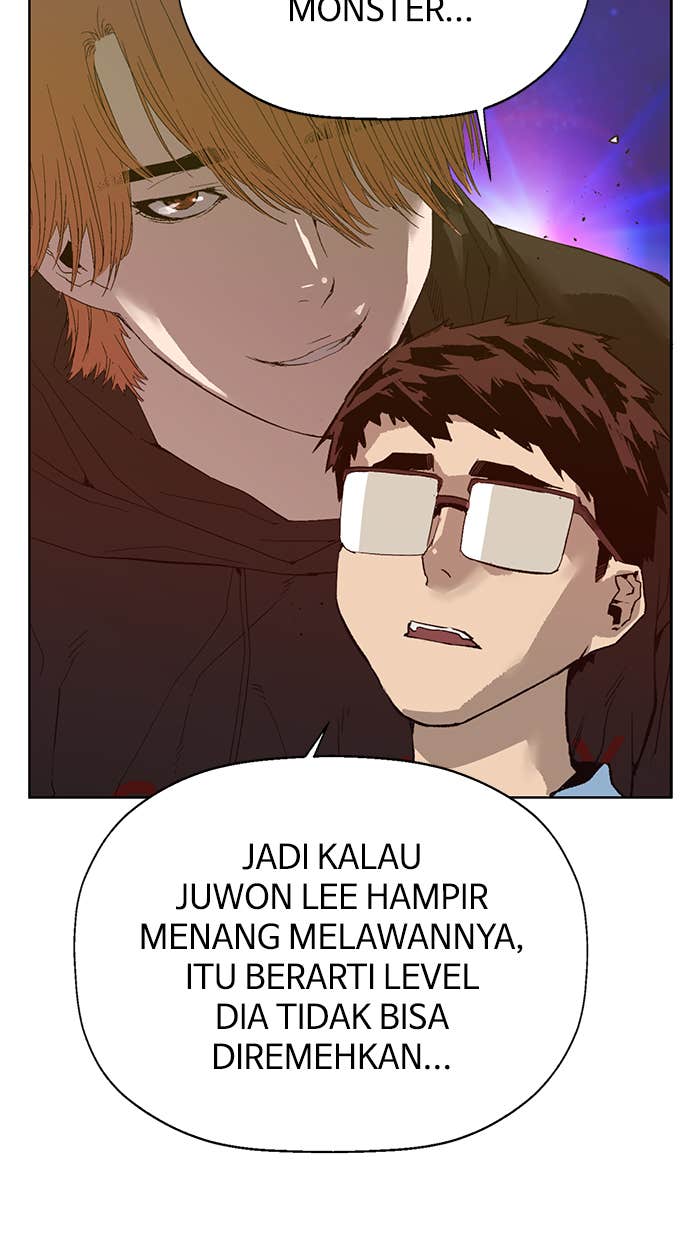 MONSTER...
JADI KALAU
JUWON LEE HAMPIR
MENANG MELAWANNYA,
ITU BERARTI LEVEL
DIA TIDAK BISA
DIREMEHKAN...